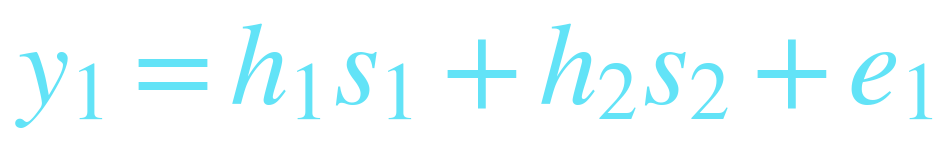 y₁ = h₁s₁ + h₂s₂ + e₁